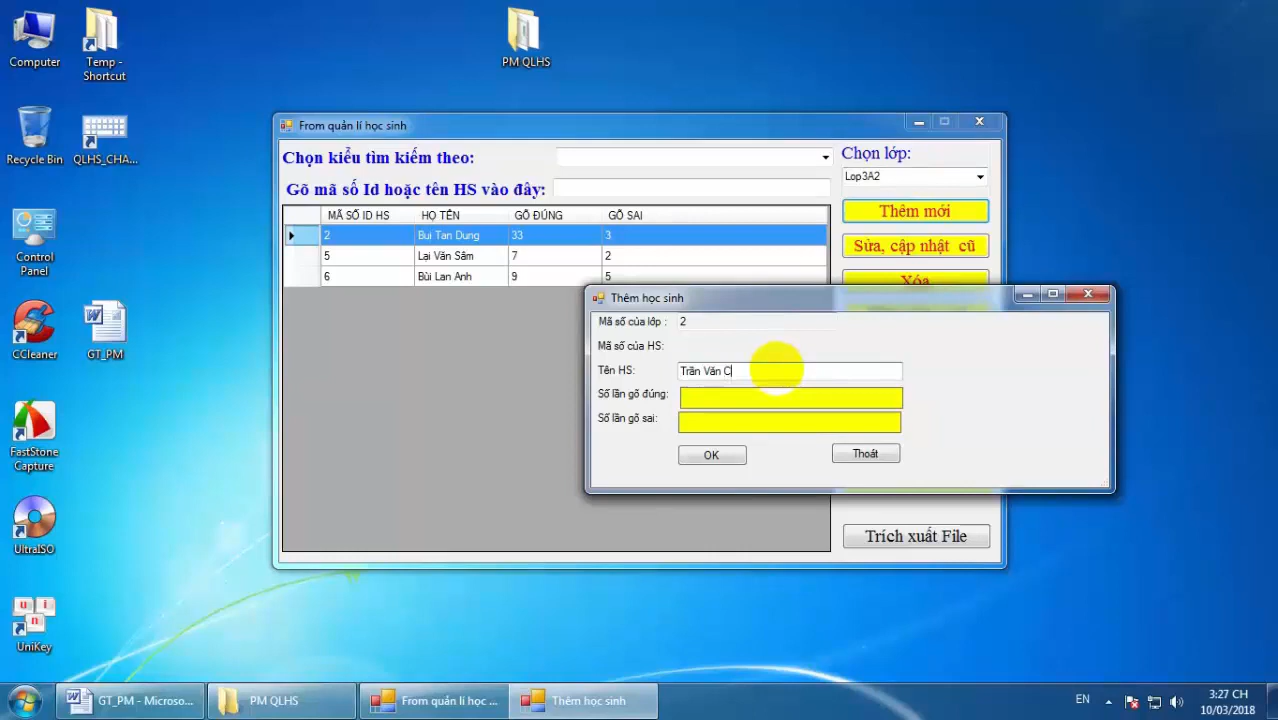 Computer
Temp -
Shortcut
PM QLHS
Recycle Bin
QLHS_CHA...
Control
Panel
CCleaner
GT_PM
FastStone
Capture
UltraISO
UniKey
From quản lí học sinh
Chọn kiểu tìm kiếm theo:
Chọn lớp:
Lop3A2
Gõ mã số Id hoặc tên HS vào đây:
MÃ SỐ ID HS HỌ TÊN GÕ ĐÚNG GÕ SAI
2 Bui Tan Dung 33 3
5 Lại Văn Sâm 7 2
6 Bùi Lan Anh 9 5
Thêm mới
Sửa, cập nhật cũ
Xóa
Trích xuất File
Thêm học sinh
Mã số của lớp : 2
Mã số của HS:
Tên HS: Trần Văn C
Số lần gõ đúng:
Số lần gõ sai:
OK Thoát
GT_PM - Microso...
PM QLHS
From quản lí học ...
Thêm học sinh
EN
3:27 CH
10/03/2018